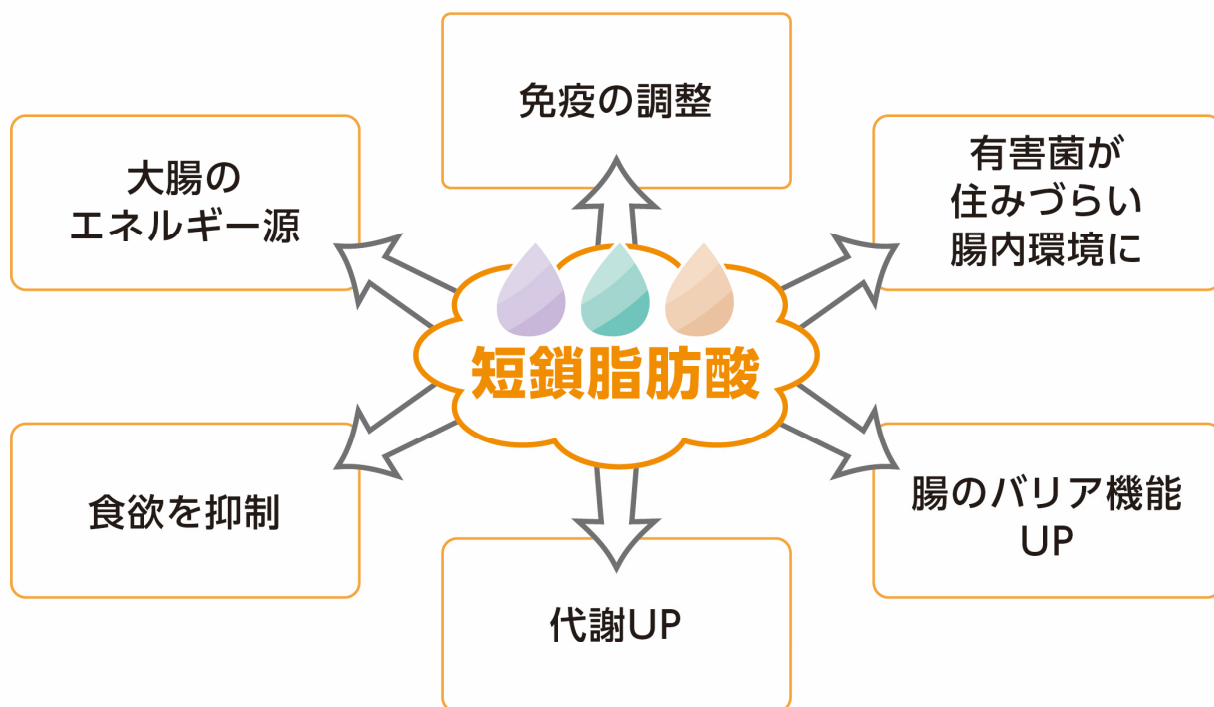 免疫の調整
大腸の
エネルギー源
有害菌が
住みづらい
腸内環境に
短鎖脂肪酸
食欲を抑制
腸のバリア機能
UP
代謝UP